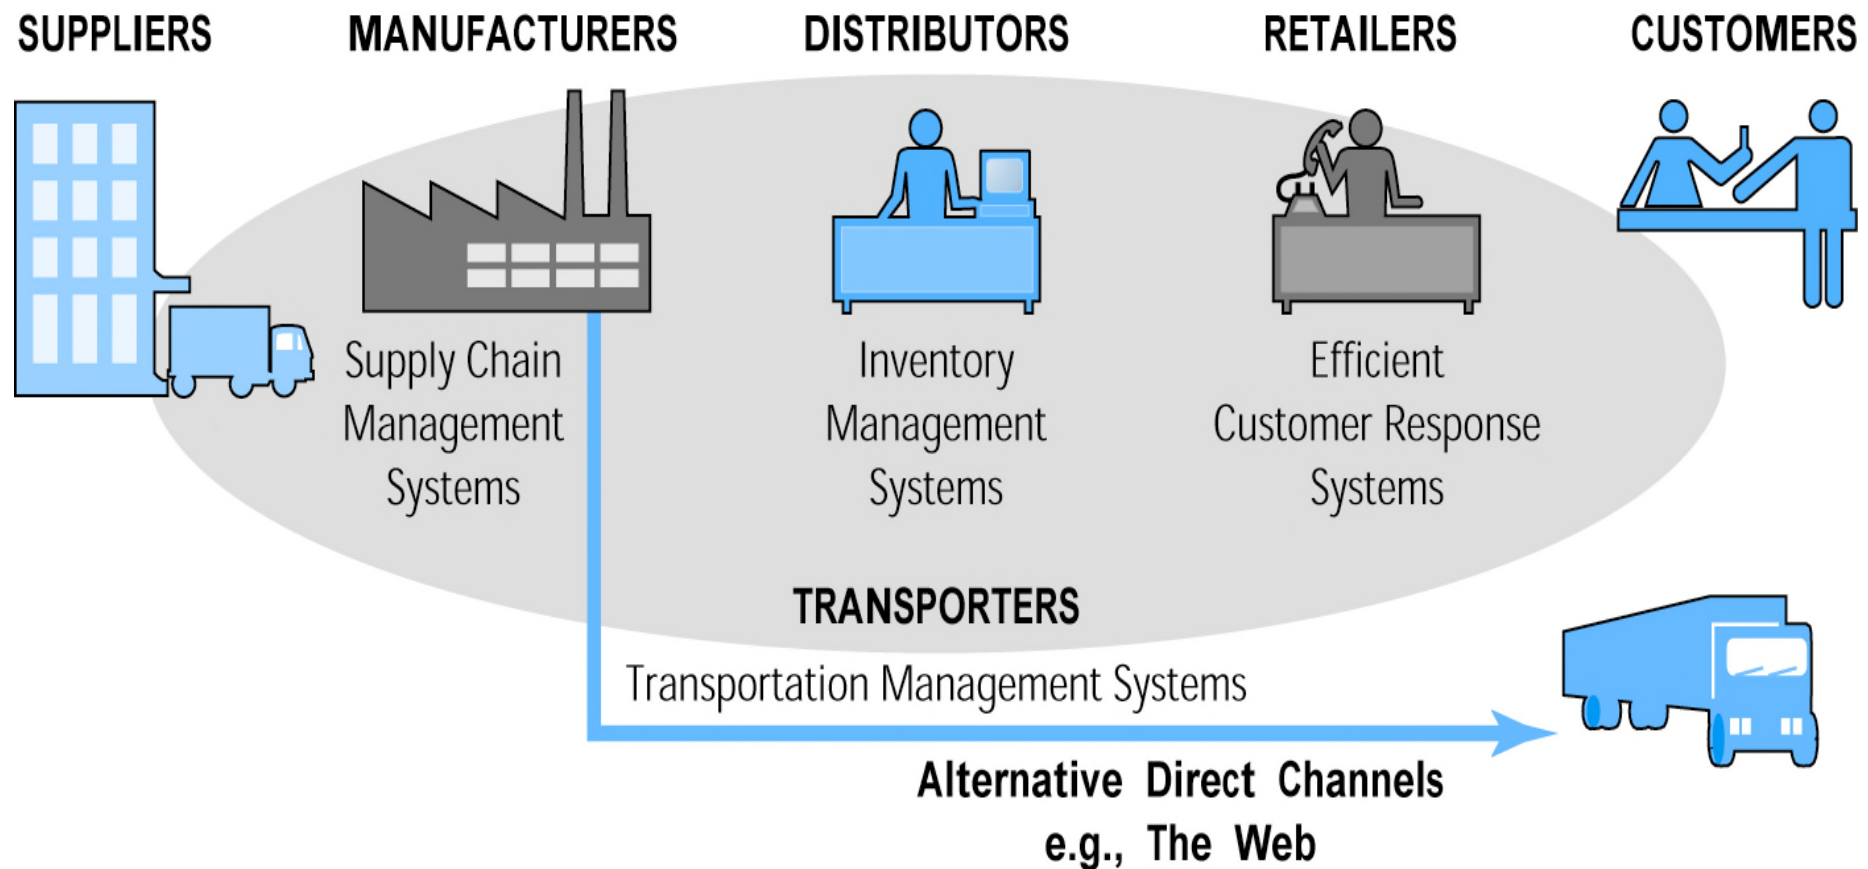 SUPPLIERS
MANUFACTURERS
DISTRIBUTORS
RETAILERS
CUSTOMERS
Supply Chain
Management
Systems
Inventory
Management
Systems
Efficient
Customer Response
Systems
TRANSPORTERS
Transportation Management Systems
Alternative Direct Channels
e.g., The Web